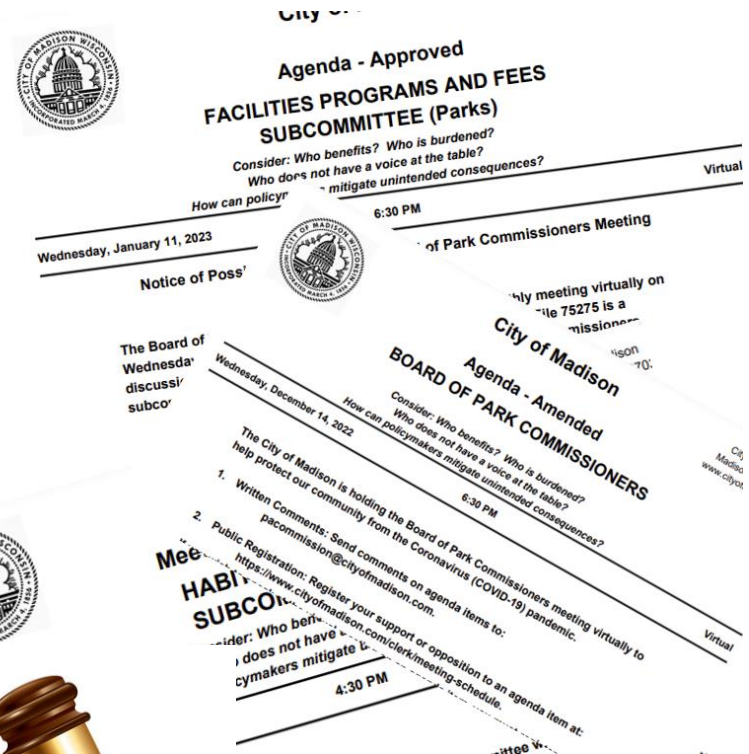 City of
Agenda - Approved
FACILITIES PROGRAMS AND FEES
SUBCOMMITTEE (Parks)
Consider: Who benefits? Who is burdened?
Who does not have a voice at the table?
How can policym mitigate unintended consequences?
Wednesday, January 11, 2023
6:30 PM
Virtual
Notice of Poss
of Park Commissioners Meeting
The Board of
hly meeting virtually on
Wednesday
File 75275 is a
discussi
subco
CITY OF MADISON WISCONSIN
INCORPORATED MARCH 4, 1856
City of Madison
Agenda - Amended
BOARD OF PARK COMMISSIONERS
Consider: Who benefits? Who is burdened?
Who does not have a voice at the table?
How can policymakers mitigate unintended consequences?
Wednesday, December 14, 2022
6:30 PM
Virtual
The City of Madison is holding the Board of Park Commissioners meeting virtually to
help protect our community from the Coronavirus (COVID-19) pandemic.
1. Written Comments: Send comments on agenda items to:
pacommission@cityofmadison.com.
2. Public Registration: Register your support or opposition to an agenda item at:
https://www.cityofmadison.com/clerk/meeting-schedule.
Mee
HABIT
SUBCO
sider: Who ben
does not have
cymakers mitigate
4:30 PM